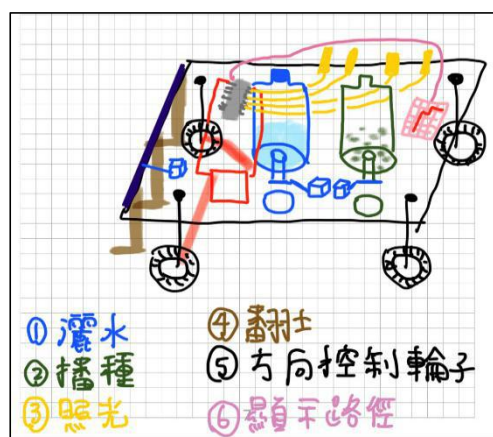 ① 灑水
④ 翻土
② 播種
⑤ 方向控制輪子
③ 照光
⑥ 顯示路徑